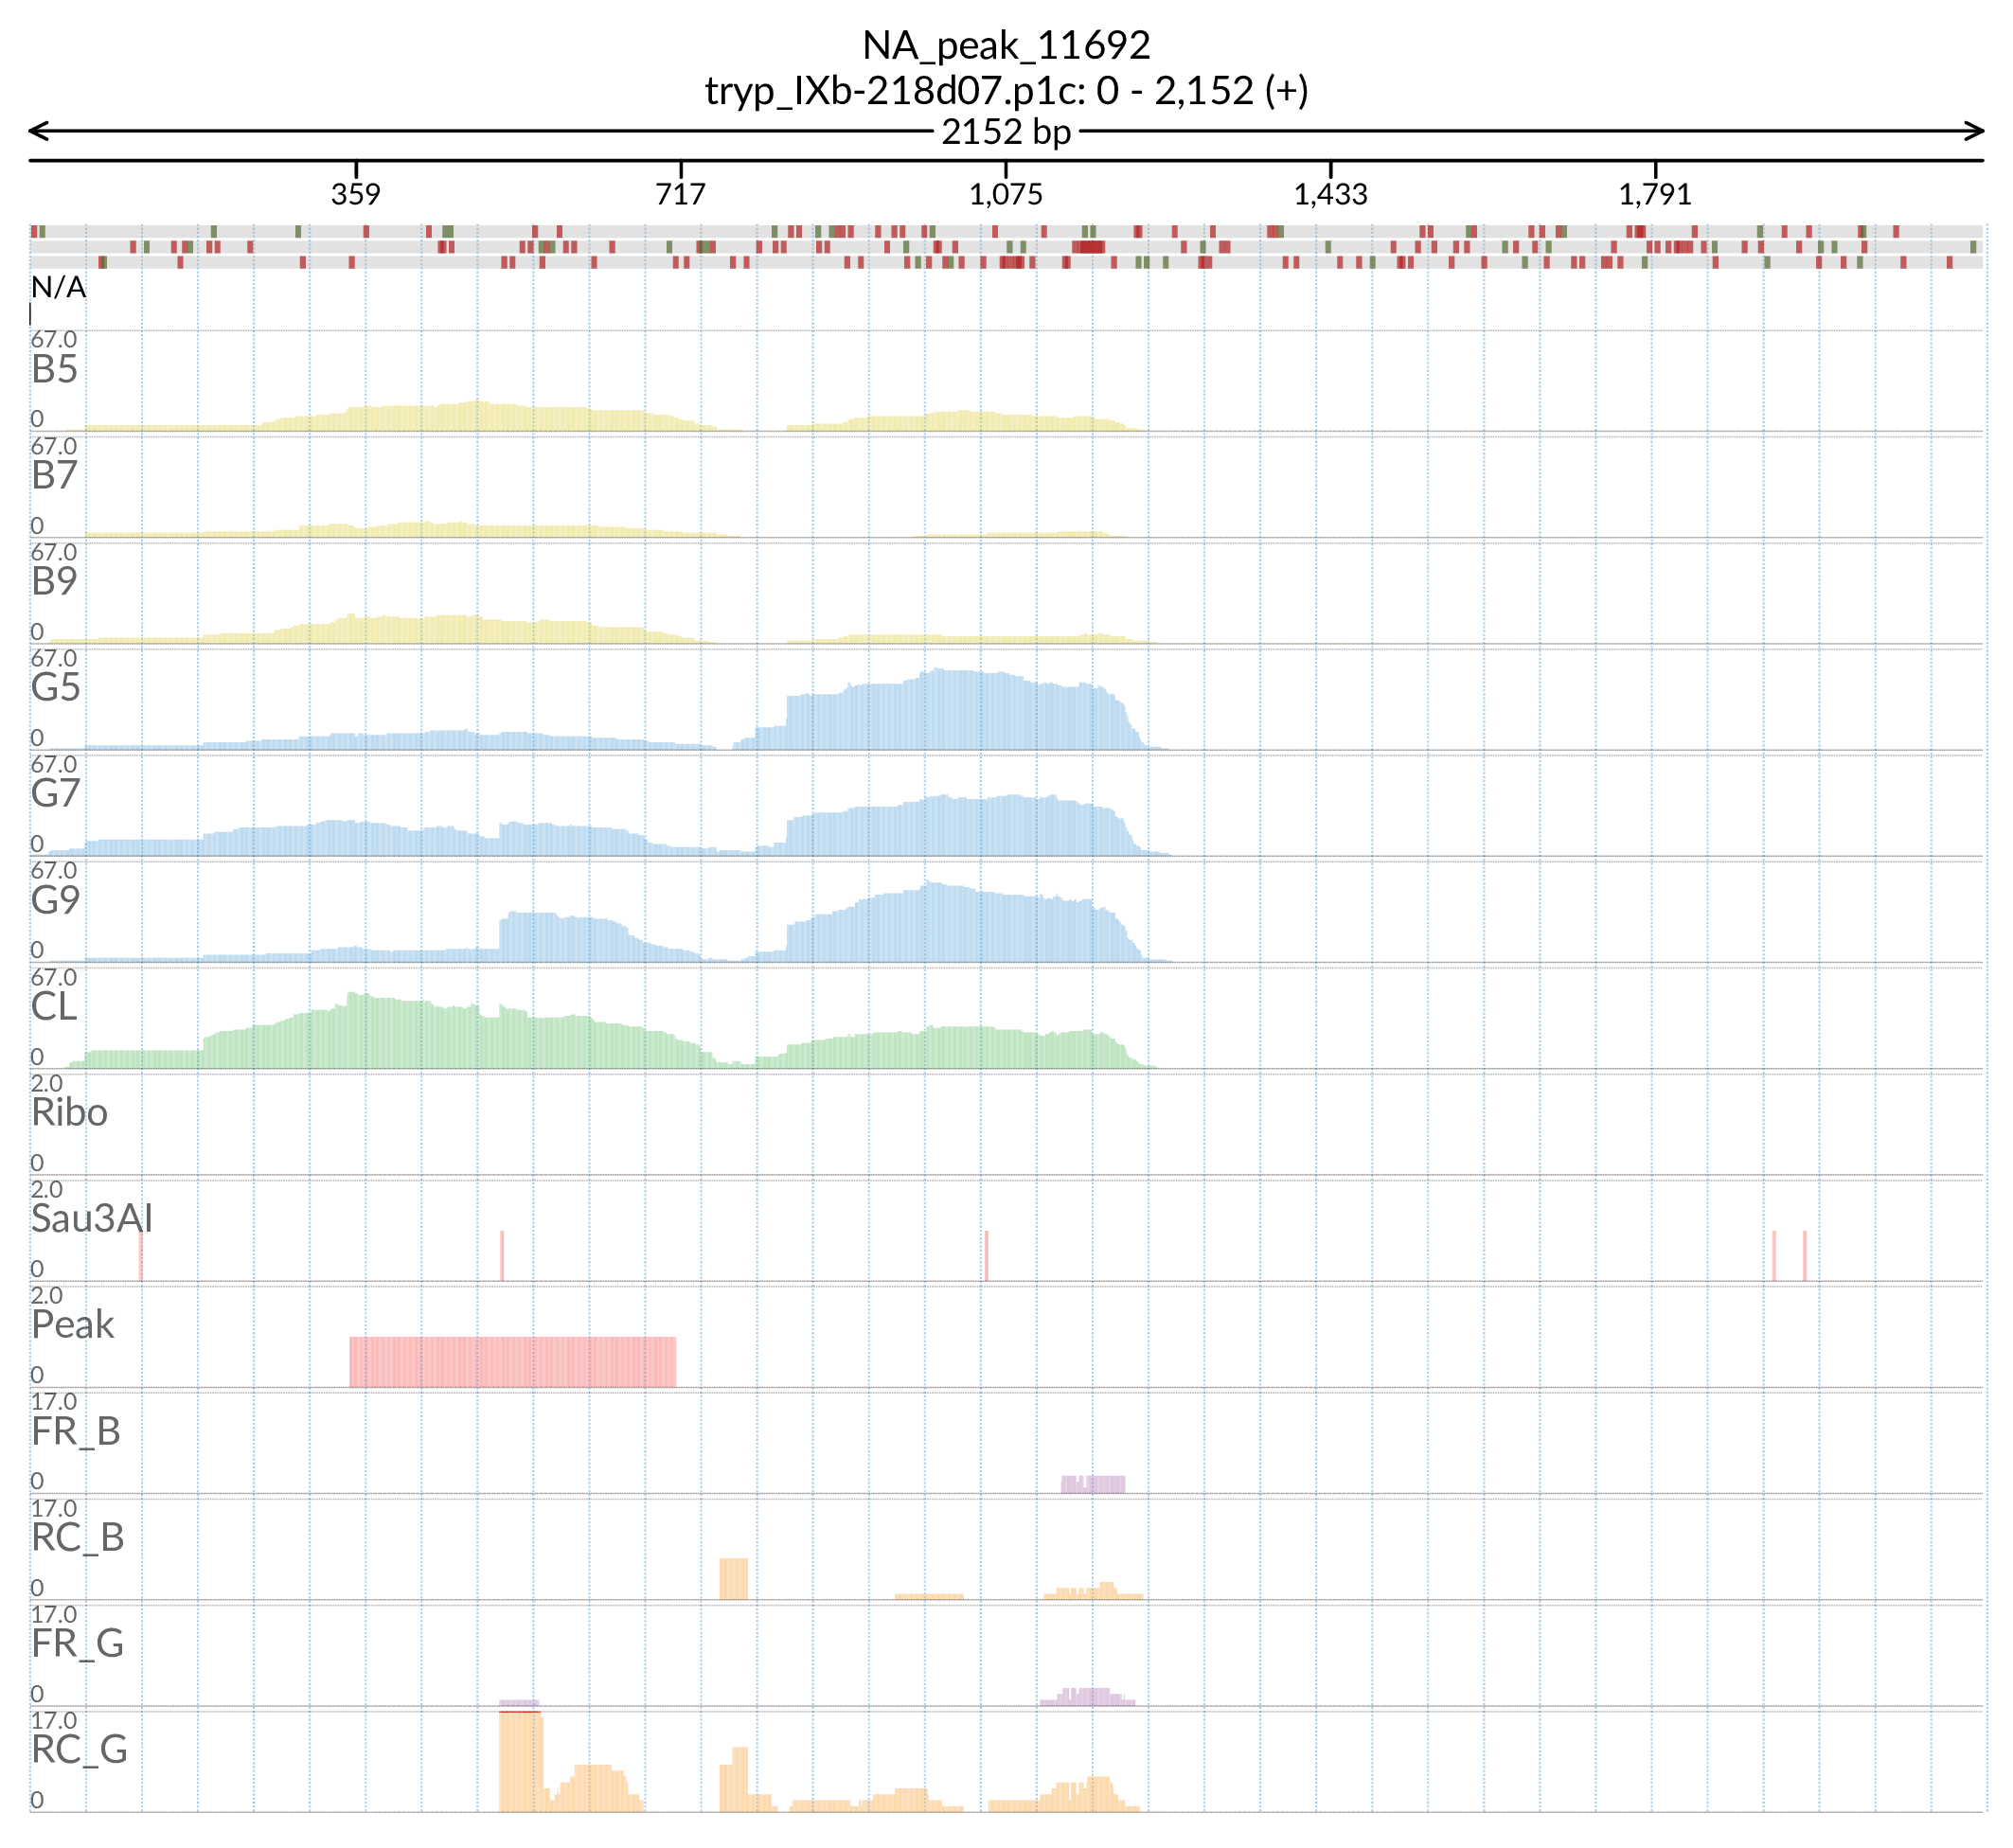 NA_peak_11692
tryp_IXb-218d07.p1c: 0 - 2,152 (+)
2152 bp
359 717 1,075 1,433 1,791
N/A
67.0
B5
0
67.0
B7
0
67.0
B9
0
67.0
G5
0
67.0
G7
0
67.0
G9
0
67.0
CL
0
2.0
Ribo
0
2.0
Sau3AI
0
2.0
Peak
0
17.0
FR_B
0
17.0
RC_B
0
17.0
FR_G
0
17.0
RC_G
0